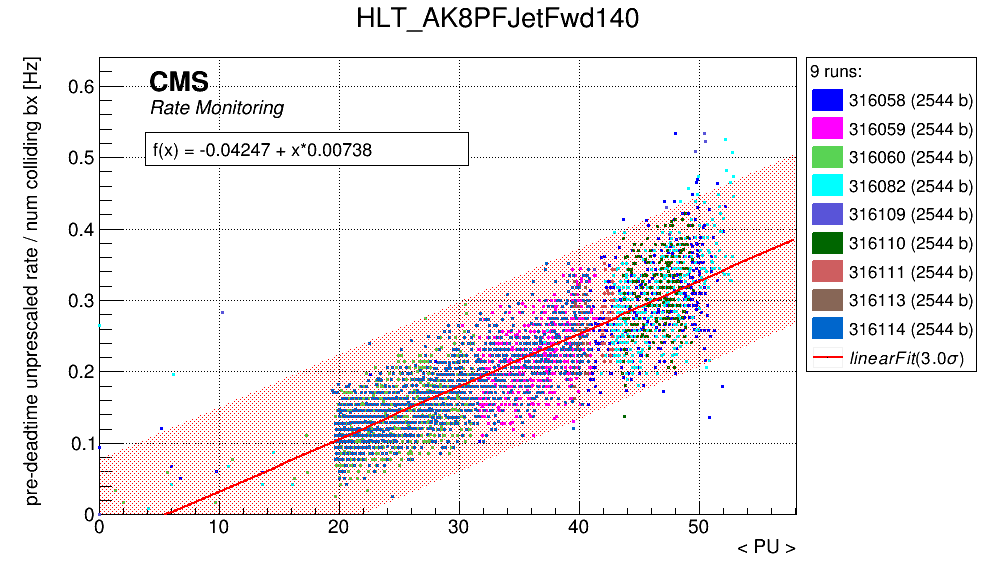 HLT_AK8PFJetFwd140
pre-deadtime unprescaled rate / num colliding bx [Hz]
CMS
Rate Monitoring
f(x) = -0.04247 + x*0.00738
0.6
0.5
0.4
0.3
0.2
0.1
0
0 10 20 30 40 50
< PU >
9 runs:
316058 (2544 b)
316059 (2544 b)
316060 (2544 b)
316082 (2544 b)
316109 (2544 b)
316110 (2544 b)
316111 (2544 b)
316113 (2544 b)
316114 (2544 b)
linearFit(3.0σ)